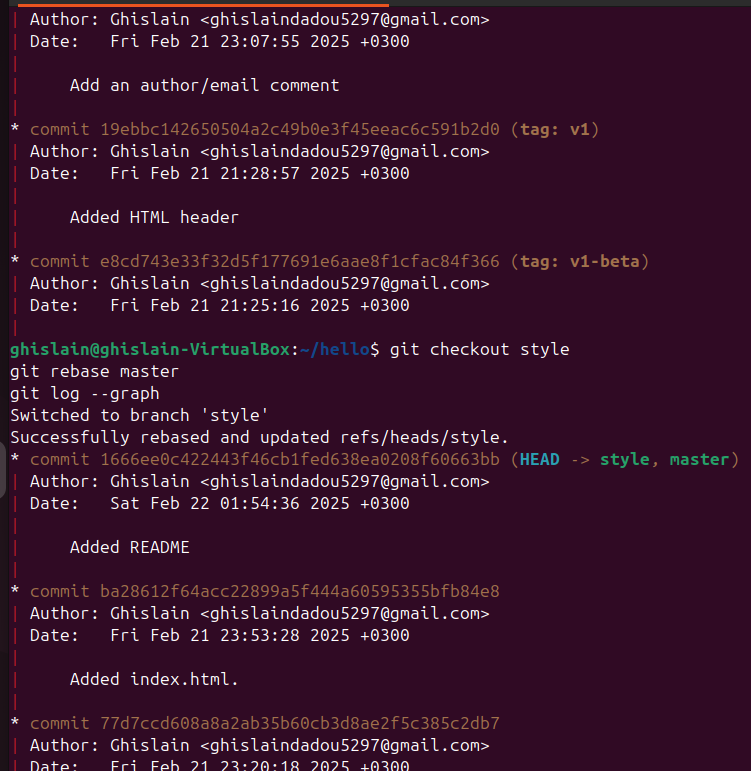 | Author: Ghislain <ghislaindadou5297@gmail.com>
| Date:   Fri Feb 21 23:07:55 2025 +0300
|
|     Add an author/email comment
|
* commit 19ebbc142650504a2c49b0e3f45eeac6c591b2d0 (tag: v1)
| Author: Ghislain <ghislaindadou5297@gmail.com>
| Date:   Fri Feb 21 21:28:57 2025 +0300
|
|     Added HTML header
|
* commit e8cd743e33f32d5f177691e6aae8f1cfac84f366 (tag: v1-beta)
| Author: Ghislain <ghislaindadou5297@gmail.com>
| Date:   Fri Feb 21 21:25:16 2025 +0300
|
ghislain@ghislain-VirtualBox:~/hello$ git checkout style
git rebase master
git log --graph
Switched to branch 'style'
Successfully rebased and updated refs/heads/style.
* commit 1666ee0c422443f46cb1fed638ea0208f60663bb (HEAD -> style, master)
| Author: Ghislain <ghislaindadou5297@gmail.com>
| Date:   Sat Feb 22 01:54:36 2025 +0300
|
|     Added README
|
* commit ba28612f64acc22899a5f444a60595355bfb84e8
| Author: Ghislain <ghislaindadou5297@gmail.com>
| Date:   Fri Feb 21 23:53:28 2025 +0300
|
|     Added index.html.
|
* commit 77d7ccd608a8a2ab35b60cb3d8ae2f5c385c2db7
| Author: Ghislain <ghislaindadou5297@gmail.com>
| Date:   Fri Feb 21 23:20:18 2025 +0300